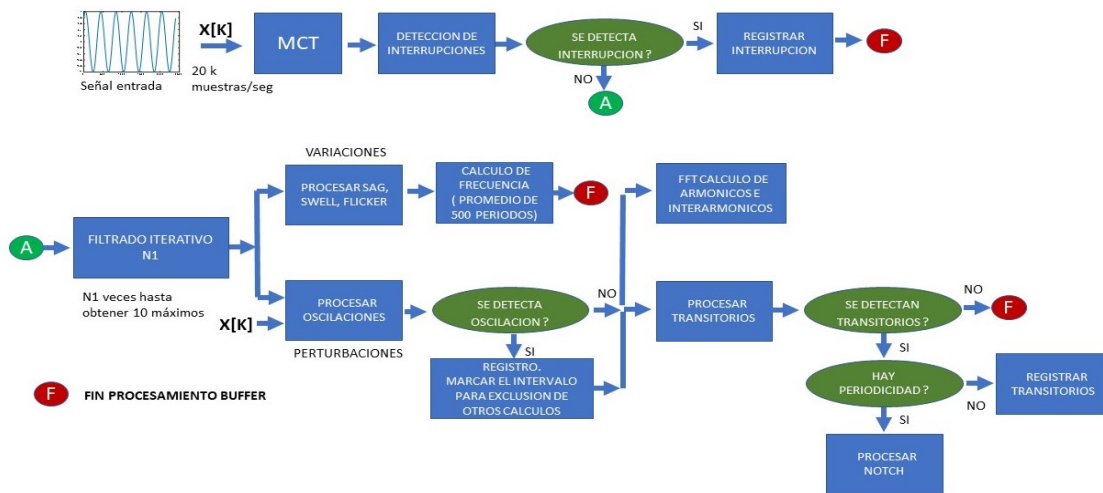 X[K]
Señal entrada
20 k
muestras/seg
MCT
DETECCION DE
INTERRUPCIONES
SE DETECTA
INTERRUPCION ?
SI
REGISTRAR
INTERRUPCION
F
NO
A
VARIACIONES
PROCESAR SAG,
SWELL, FLICKER
CALCULO DE
FRECUENCIA
( PROMEDIO DE
500 PERIODOS)
F
FFT CALCULO DE
ARMONICOS E
INTERARMONICOS
A
FILTRADO ITERATIVO
N1
N1 veces hasta
obtener 10 máximos
X[K]
PROCESAR
OSCILACIONES
PERTURBACIONES
SE DETECTA
OSCILACION ?
NO
SI
REGISTRO.
MARCAR EL INTERVALO
PARA EXCLUSION DE
OTROS CALCULOS
PROCESAR
TRANSITORIOS
SE DETECTAN
TRANSITORIOS ?
NO
F
SI
HAY
PERIODICIDAD ?
NO
REGISTRAR
TRANSITORIOS
SI
PROCESAR
NOTCH
F
FIN PROCESAMIENTO BUFFER